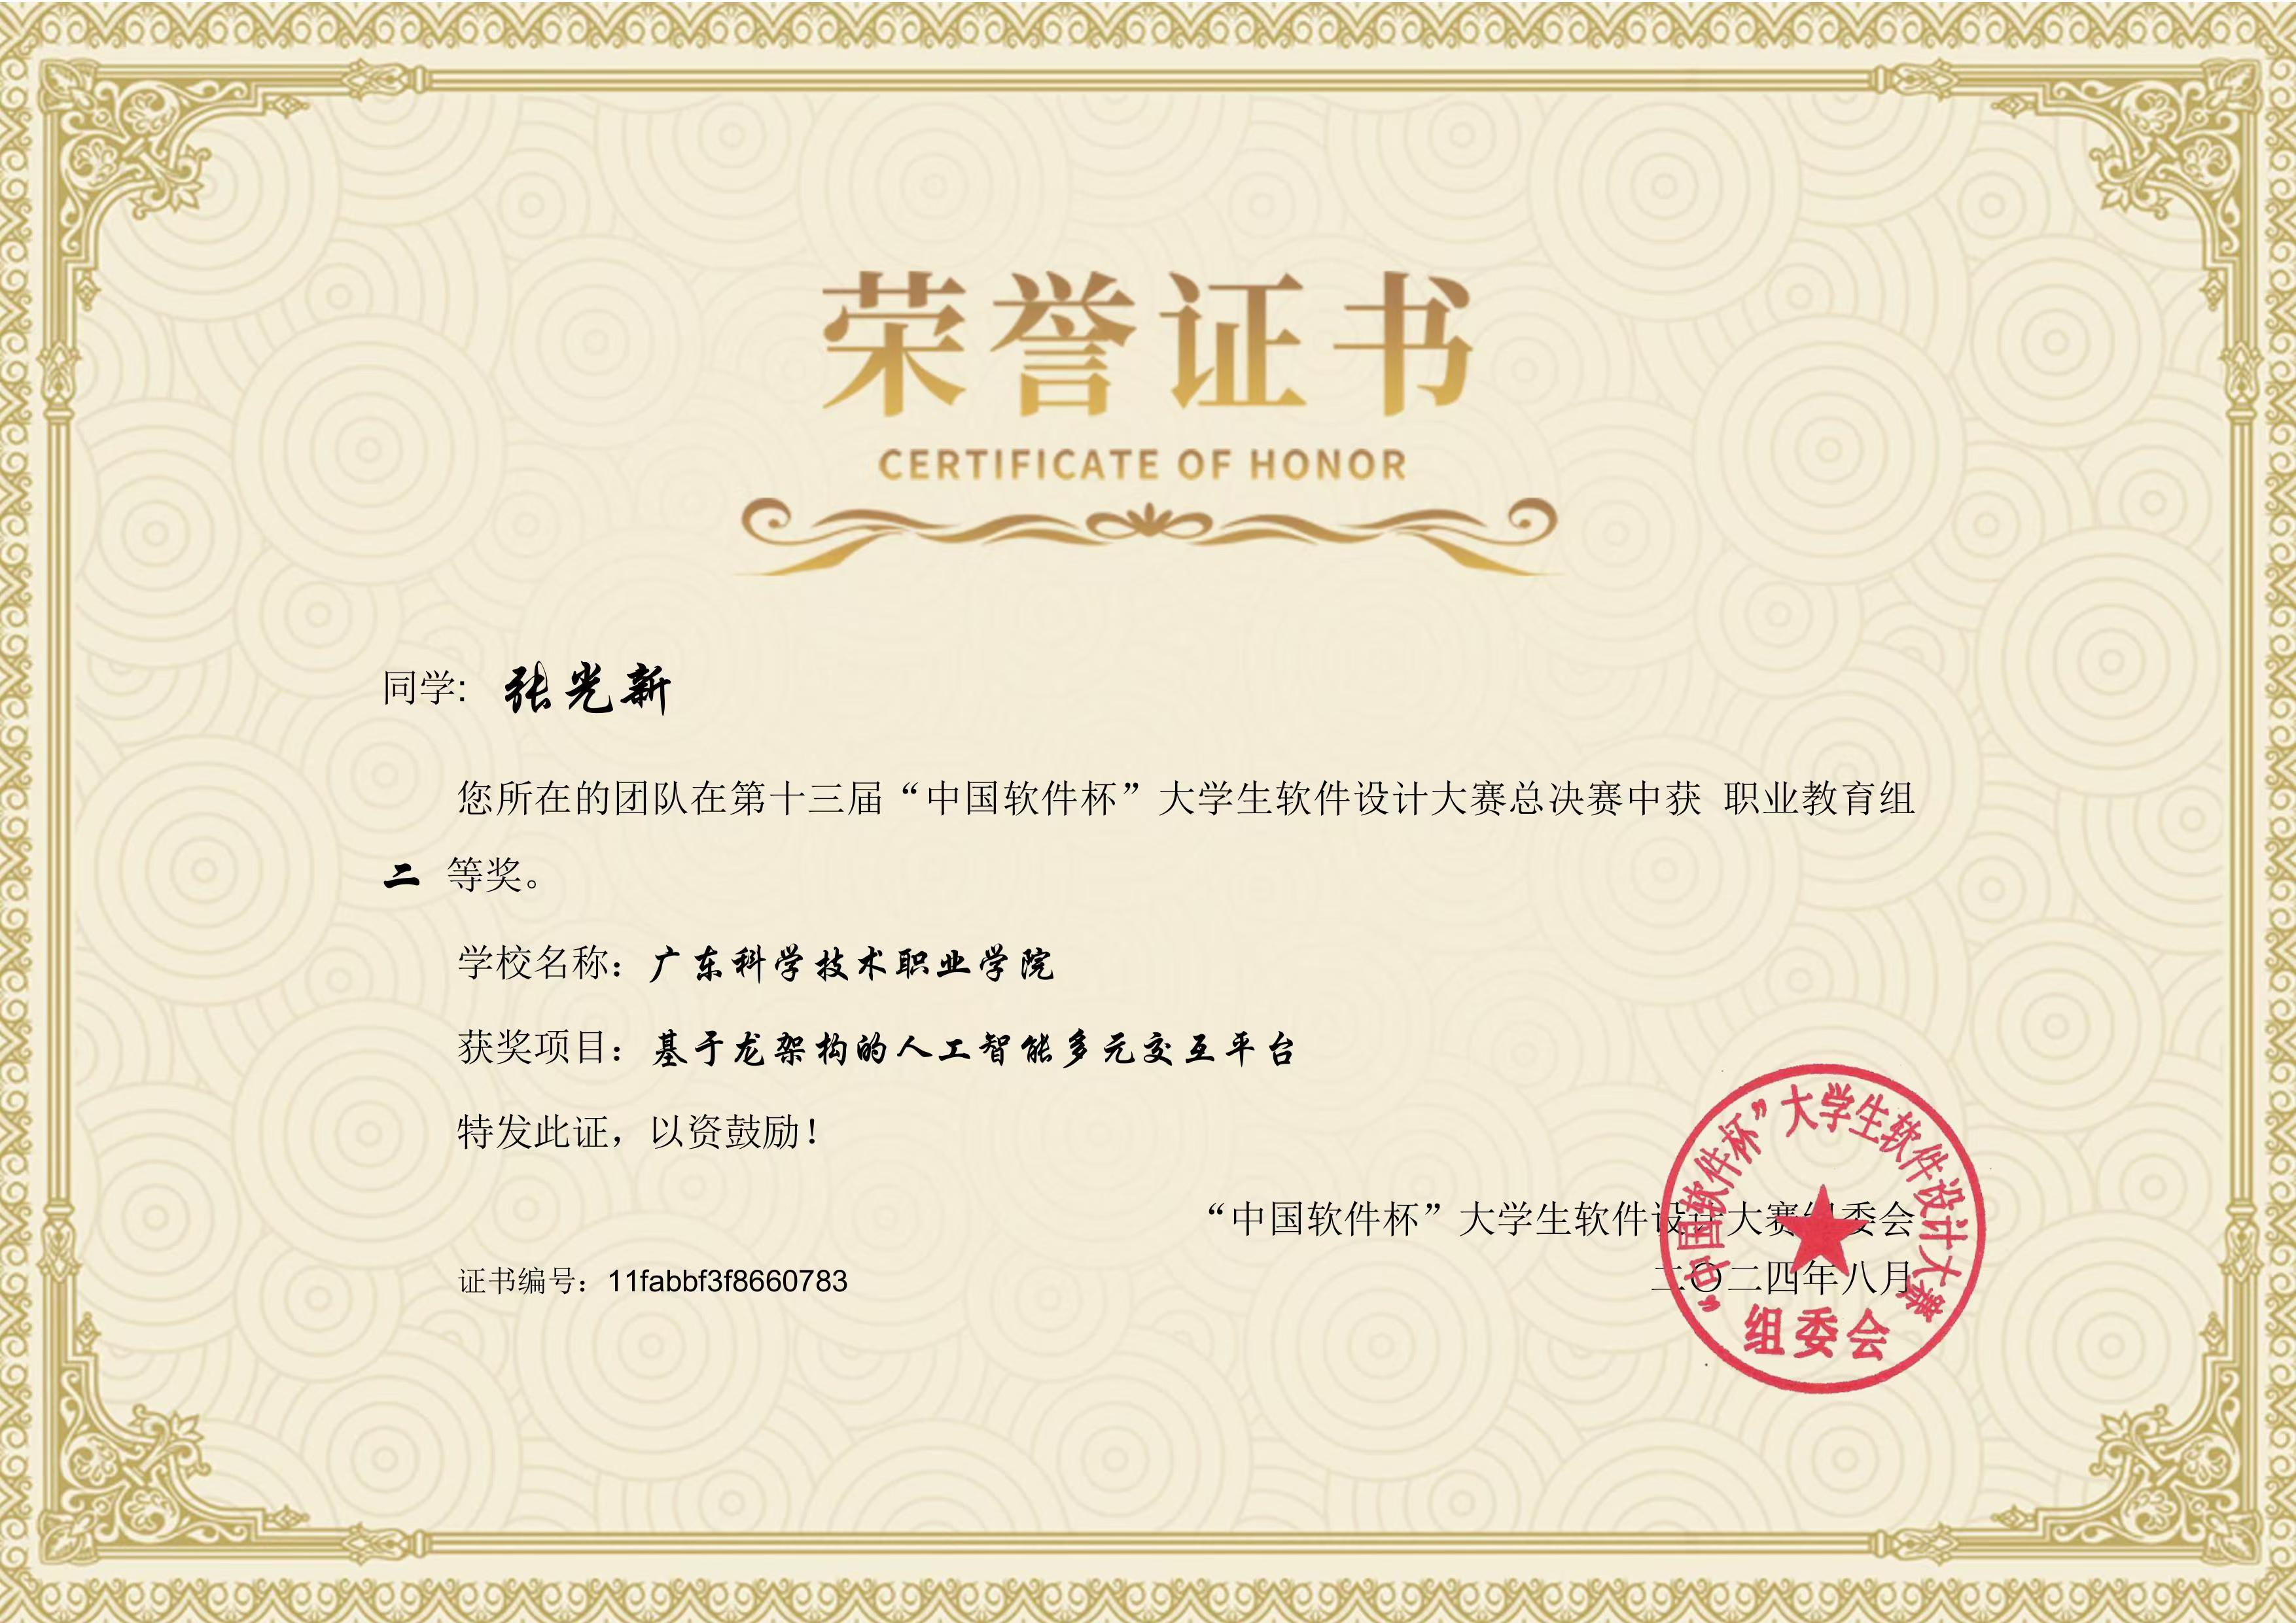 荣誉证书
CERTIFICATE OF HONOR
同学: 张光新
您所在的团队在第十三届“中国软件杯”大学生软件设计大赛总决赛中获 职业教育组
二 等奖。
学校名称：广东科学技术职业学院
获奖项目：基于龙架构的人工智能多元交互平台
特发此证，以资鼓励！
“中国软件杯”大学生软件设计大赛组委会
证书编号：11fabbf3f8660783
二〇二四年八月
“中国软件杯”大学生软件设计大赛
组委会